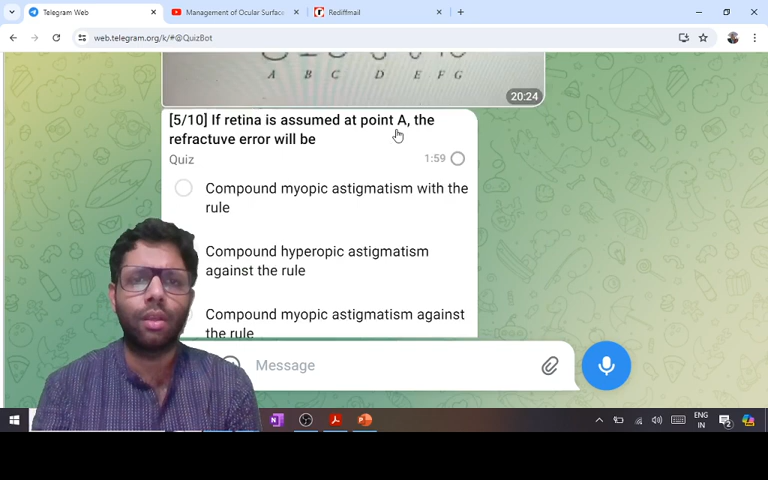 Telegram Web
Management of Ocular Surface
Rediffmail
web.telegram.org/k/#@QuizBot
A B C D E F G
20:24
[5/10] If retina is assumed at point A, the
refractuve error will be
Quiz
1:59
Compound myopic astigmatism with the
rule
Compound hyperopic astigmatism
against the rule
Compound myopic astigmatism against
the rule
Message
ENG
IN
2